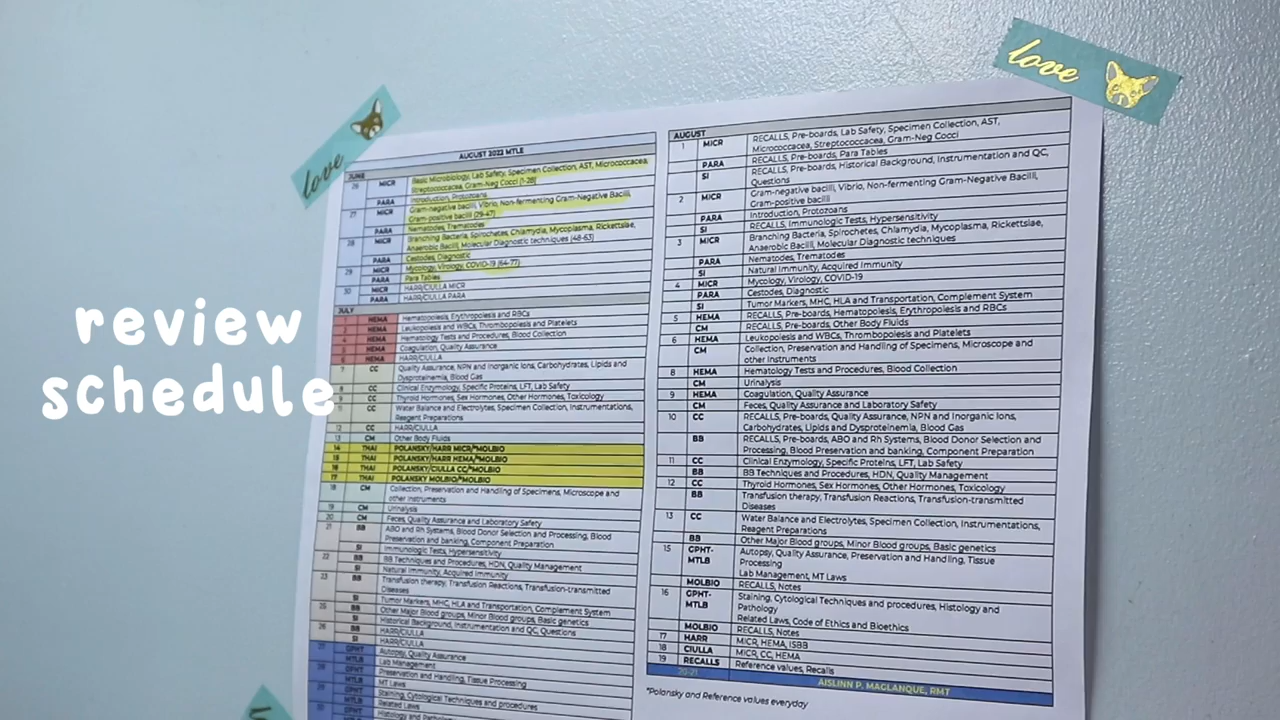 love
love
review
schedule
AUGUST 2022 MTLE
JUNE
26 MICR Basic Microbiology, Lab Safety, Specimen Collection, AST, Micrococcacea,
Streptococcacea, Gram-Neg Cocci (1-28)
PARA Introduction, Protozoans
27 MICR Gram-negative bacilli, Vibrio, Non-fermenting Gram-Negative Bacilli,
Gram-positive bacilli (29-47)
PARA Nematodes, Trematodes
28 MICR Branching Bacteria, Spirochetes, Chlamydia, Mycoplasma, Rickettsiae,
Anaerobic Bacilli, Molecular Diagnostic techniques (48-63)
PARA Cestodes, Diagnostic
29 MICR Mycology, Virology, COVID-19 (64-77)
PARA Para Tables
30 MICR HARR/CIULLA MICR
PARA HARR/CIULLA PARA
JULY
HEMA Hematopoiesis, Erythropoiesis and RBCs
HEMA Leukopoiesis and WBCs, Thrombopoiesis and Platelets
HEMA Hematology Tests and Procedures, Blood Collection
HEMA Coagulation, Quality Assurance
6 HEMA HARR/CIULLA
7 CC Quality Assurance, NPN and Inorganic Ions, Carbohydrates, Lipids and
Dysproteinemia, Blood Gas
8 CC Clinical Enzymology, Specific Proteins, LFT, Lab Safety
9 CC Thyroid Hormones, Sex Hormones, Other Hormones, Toxicology
11 CC Water Balance and Electrolytes, Specimen Collection, Instrumentations,
Reagent Preparations
12 CC HARR/CIULLA
13 CM Other Body Fluids
14 THAI POLANSKY/HARR MICR/*MOLBIO
15 THAI POLANSKY/HARR HEMA/*MOLBIO
16 THAI POLANSKY/CIULLA CC/*MOLBIO
17 THAI POLANSKY MOLBIO/*MOLBIO
18 CM Collection, Preservation and Handling of Specimens, Microscope and
other Instruments
19 CM Urinalysis
20 CM Feces, Quality Assurance and Laboratory Safety
21 BB ABO and Rh Systems, Blood Donor Selection and Processing, Blood
Preservation and banking, Component Preparation
SI Immunologic Tests, Hypersensitivity
22 BB BB Techniques and Procedures, HDN, Quality Management
SI Natural Immunity, Acquired Immunity
23 BB Transfusion therapy, Transfusion Reactions, Transfusion-transmitted
Diseases
SI Tumor Markers, MHC, HLA and Transportation, Complement System
25 BB Other Major Blood groups, Minor Blood groups, Basic genetics
SI Historical Background, Instrumentation and QC, Questions
26 BB HARR/CIULLA
SI HARR/CIULLA
27 GPHT Autopsy, Quality Assurance
MTLB Lab Management
28 GPHT Preservation and Handling, Tissue Processing
MTLB MT Laws
29 GPHT Staining, Cytological Techniques and procedures
MTLB Related Laws
GPHT Histology and
AUGUST
1 MICR RECALLS, Pre-boards, Lab Safety, Specimen Collection, AST,
Micrococcacea, Streptococcacea, Gram-Neg Cocci
PARA RECALLS, Pre-boards, Para Tables
SI RECALLS, Pre-boards, Historical Background, Instrumentation and QC,
Questions
2 MICR Gram-negative bacilli, Vibrio, Non-fermenting Gram-Negative Bacilli,
Gram-positive bacilli
PARA Introduction, Protozoans
SI RECALLS, Immunologic Tests, Hypersensitivity
3 MICR Branching Bacteria, Spirochetes, Chlamydia, Mycoplasma, Rickettsiae,
Anaerobic Bacilli, Molecular Diagnostic techniques
PARA Nematodes, Trematodes
SI Natural Immunity, Acquired Immunity
4 MICR Mycology, Virology, COVID-19
PARA Cestodes, Diagnostic
SI Tumor Markers, MHC, HLA and Transportation, Complement System
5 HEMA RECALLS, Pre-boards, Hematopoiesis, Erythropoiesis and RBCs
CM RECALLS, Pre-boards, Other Body Fluids
6 HEMA Leukopoiesis and WBCs, Thrombopoiesis and Platelets
CM Collection, Preservation and Handling of Specimens, Microscope and
other Instruments
8 HEMA Hematology Tests and Procedures, Blood Collection
CM Urinalysis
9 HEMA Coagulation, Quality Assurance
CM Feces, Quality Assurance and Laboratory Safety
10 CC RECALLS, Pre-boards, Quality Assurance, NPN and Inorganic Ions,
Carbohydrates, Lipids and Dysproteinemia, Blood Gas
BB RECALLS, Pre-boards, ABO and Rh Systems, Blood Donor Selection and
Processing, Blood Preservation and banking, Component Preparation
11 CC Clinical Enzymology, Specific Proteins, LFT, Lab Safety
BB BB Techniques and Procedures, HDN, Quality Management
12 CC Thyroid Hormones, Sex Hormones, Other Hormones, Toxicology
BB Transfusion therapy, Transfusion Reactions, Transfusion-transmitted
Diseases
13 CC Water Balance and Electrolytes, Specimen Collection, Instrumentations,
Reagent Preparations
BB Other Major Blood groups, Minor Blood groups, Basic genetics
15 GPHT- Autopsy, Quality Assurance, Preservation and Handling, Tissue
MTLB Processing
Lab Management, MT Laws
MOLBIO RECALLS, Notes
16 GPHT- Staining, Cytological Techniques and procedures, Histology and
MTLB Pathology
Related Laws, Code of Ethics and Bioethics
MOLBIO RECALLS, Notes
17 HARR MICR, HEMA, ISBB
18 CIULLA MICR, CC, HEMA
19 RECALLS Reference values, Recalls
20-21 AISLINN P. MAGLANQUE, RMT
*Polansky and Reference values everyday